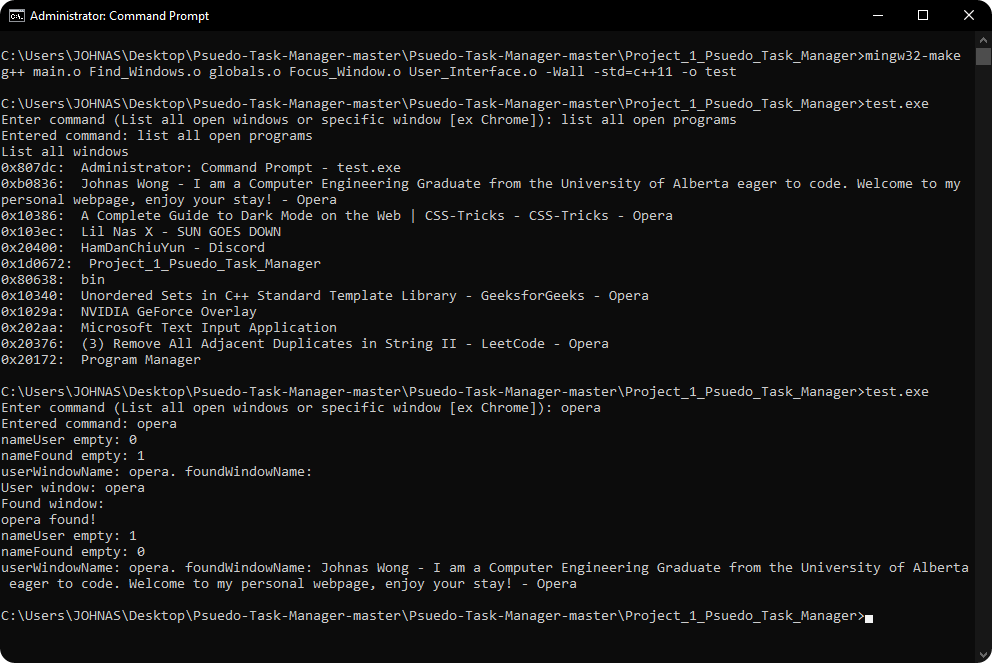 Administrator: Command Prompt
C:\Users\JOHNAS\Desktop\Psuedo-Task-Manager-master\Psuedo-Task-Manager-master\Project_1_Psuedo_Task_Manager>mingw32-make
g++ main.o Find_Windows.o globals.o Focus_Window.o User_Interface.o -Wall -std=c++11 -o test
C:\Users\JOHNAS\Desktop\Psuedo-Task-Manager-master\Psuedo-Task-Manager-master\Project_1_Psuedo_Task_Manager>test.exe
Enter command (List all open windows or specific window [ex Chrome]): list all open programs
Entered command: list all open programs
List all windows
0x807dc:  Administrator: Command Prompt - test.exe
0xb0836:  Johnas Wong - I am a Computer Engineering Graduate from the University of Alberta eager to code. Welcome to my
personal webpage, enjoy your stay! - Opera
0x10386:  A Complete Guide to Dark Mode on the Web | CSS-Tricks - CSS-Tricks - Opera
0x103ec:  Lil Nas X - SUN GOES DOWN
0x20400:  HamDanChiuYun - Discord
0x1d0672:  Project_1_Psuedo_Task_Manager
0x80638:  bin
0x10340:  Unordered Sets in C++ Standard Template Library - GeeksforGeeks - Opera
0x1029a:  NVIDIA GeForce Overlay
0x202aa:  Microsoft Text Input Application
0x20376:  (3) Remove All Adjacent Duplicates in String II - LeetCode - Opera
0x20172:  Program Manager
C:\Users\JOHNAS\Desktop\Psuedo-Task-Manager-master\Psuedo-Task-Manager-master\Project_1_Psuedo_Task_Manager>test.exe
Enter command (List all open windows or specific window [ex Chrome]): opera
Entered command: opera
nameUser empty: 0
nameFound empty: 1
userWindowName: opera. foundWindowName:
User window: opera
Found window:
opera found!
nameUser empty: 1
nameFound empty: 0
userWindowName: opera. foundWindowName: Johnas Wong - I am a Computer Engineering Graduate from the University of Alberta
 eager to code. Welcome to my personal webpage, enjoy your stay! - Opera
C:\Users\JOHNAS\Desktop\Psuedo-Task-Manager-master\Psuedo-Task-Manager-master\Project_1_Psuedo_Task_Manager>